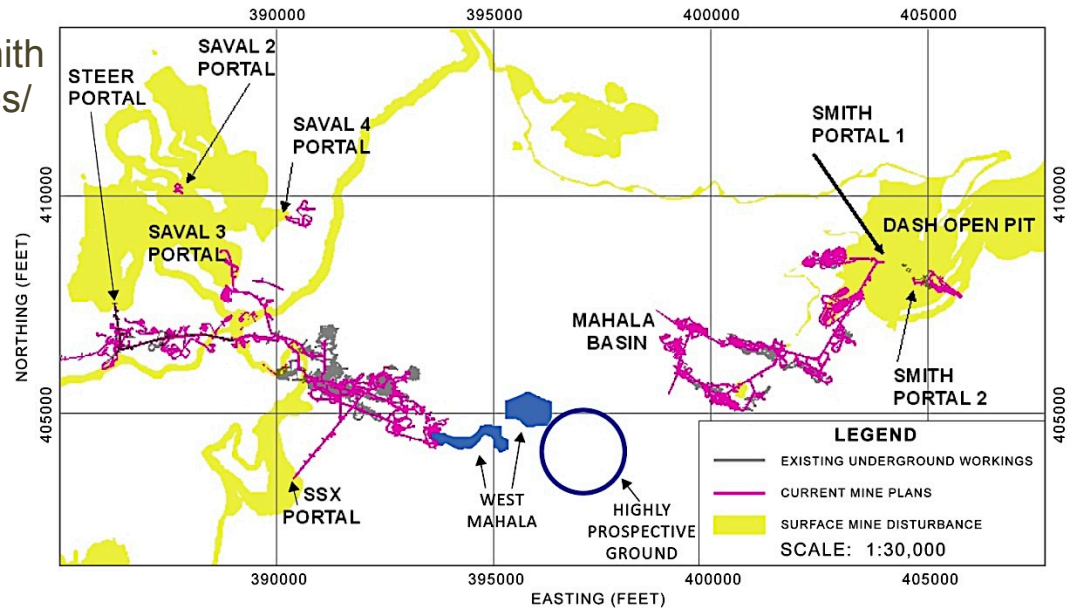 nith
ns/
390000
395000
400000
405000
SAVAL 2
PORTAL
STEER
PORTAL
SAVAL 4
PORTAL
SMITH
PORTAL 1
410000
410000
SAVAL 3
PORTAL
DASH OPEN PIT
NORTHING (FEET)
MAHALA
BASIN
SMITH
PORTAL 2
405000
405000
SSX
PORTAL
WEST
MAHALA
HIGHLY
PROSPECTIVE
GROUND
LEGEND
EXISTING UNDERGROUND WORKINGS
CURRENT MINE PLANS
SURFACE MINE DISTURBANCE
SCALE: 1:30,000
390000
395000
400000
405000
EASTING (FEET)